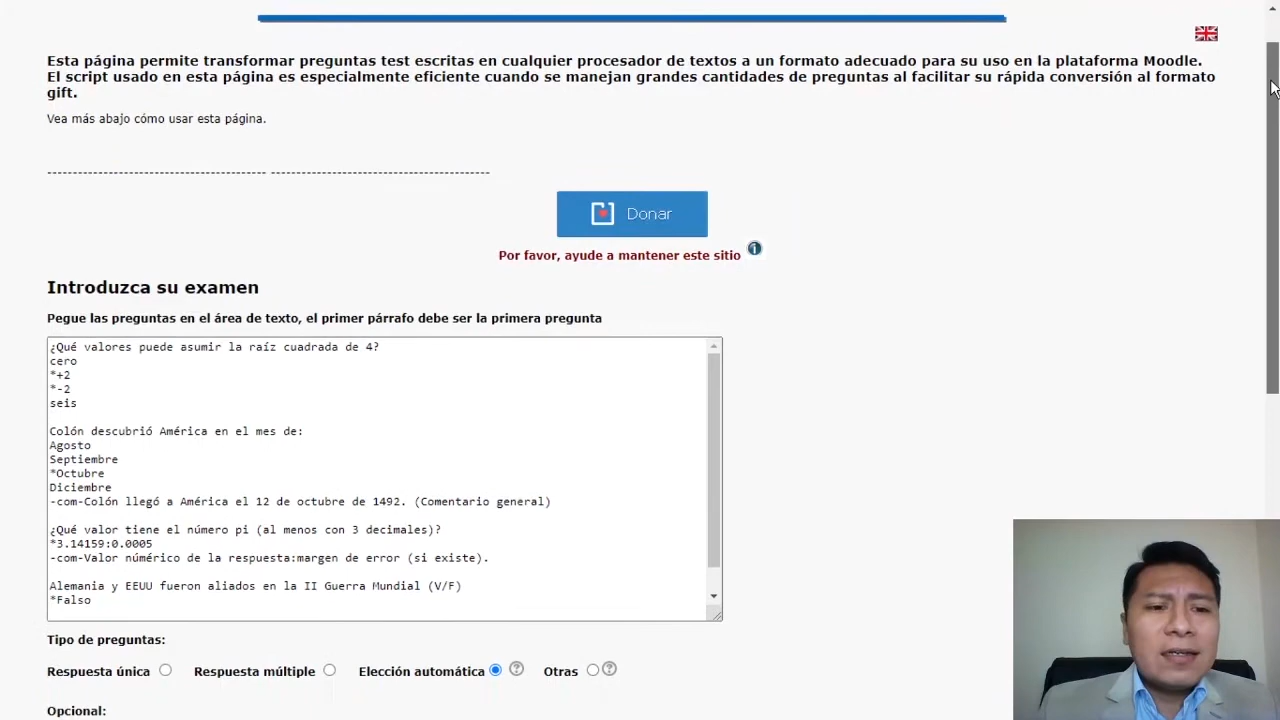 Esta página permite transformar preguntas test escritas en cualquier procesador de textos a un formato adecuado para su uso en la plataforma Moodle.
El script usado en esta página es especialmente eficiente cuando se manejan grandes cantidades de preguntas al facilitar su rápida conversión al formato
gift.
Vea más abajo cómo usar esta página.
------------------------------------------ ------------------------------------------
Donar
Por favor, ayude a mantener este sitio
Introduzca su examen
Pegue las preguntas en el área de texto, el primer párrafo debe ser la primera pregunta
¿Qué valores puede asumir la raíz cuadrada de 4?
cero
*+2
*-2
seis
Colón descubrió América en el mes de:
Agosto
Septiembre
*Octubre
Diciembre
-com-Colón llegó a América el 12 de octubre de 1492. (Comentario general)
¿Qué valor tiene el número pi (al menos con 3 decimales)?
*3.14159:0.0005
-com-Valor númérico de la respuesta:margen de error (si existe).
Alemania y EEUU fueron aliados en la II Guerra Mundial (V/F)
*Falso
Tipo de preguntas:
Respuesta única Respuesta múltiple Elección automática ? Otras ?
Opcional: